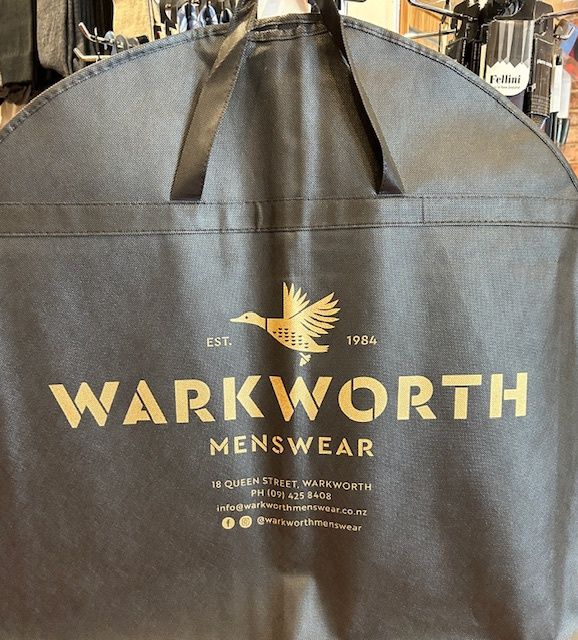 Fellini
EST. 1984
WARKWORTH
MENSWEAR
18 QUEEN STREET, WARKWORTH
PH (09) 425 8408
info@warkworthmenswear.co.nz
@warkworthmenswear